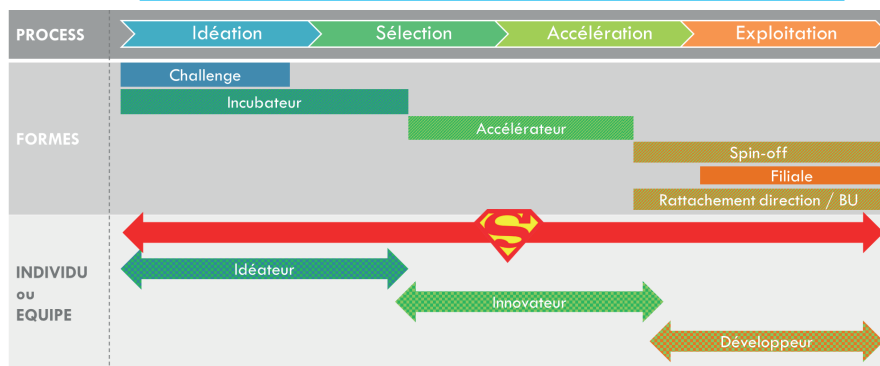 PROCESS
Idéation
Sélection
Accélération
Exploitation
FORMES
Challenge
Incubateur
Accélérateur
Spin-off
Filiale
Rattachement direction / BU
S
INDIVIDU
ou
EQUIPE
Idéateur
Innovateur
Développeur